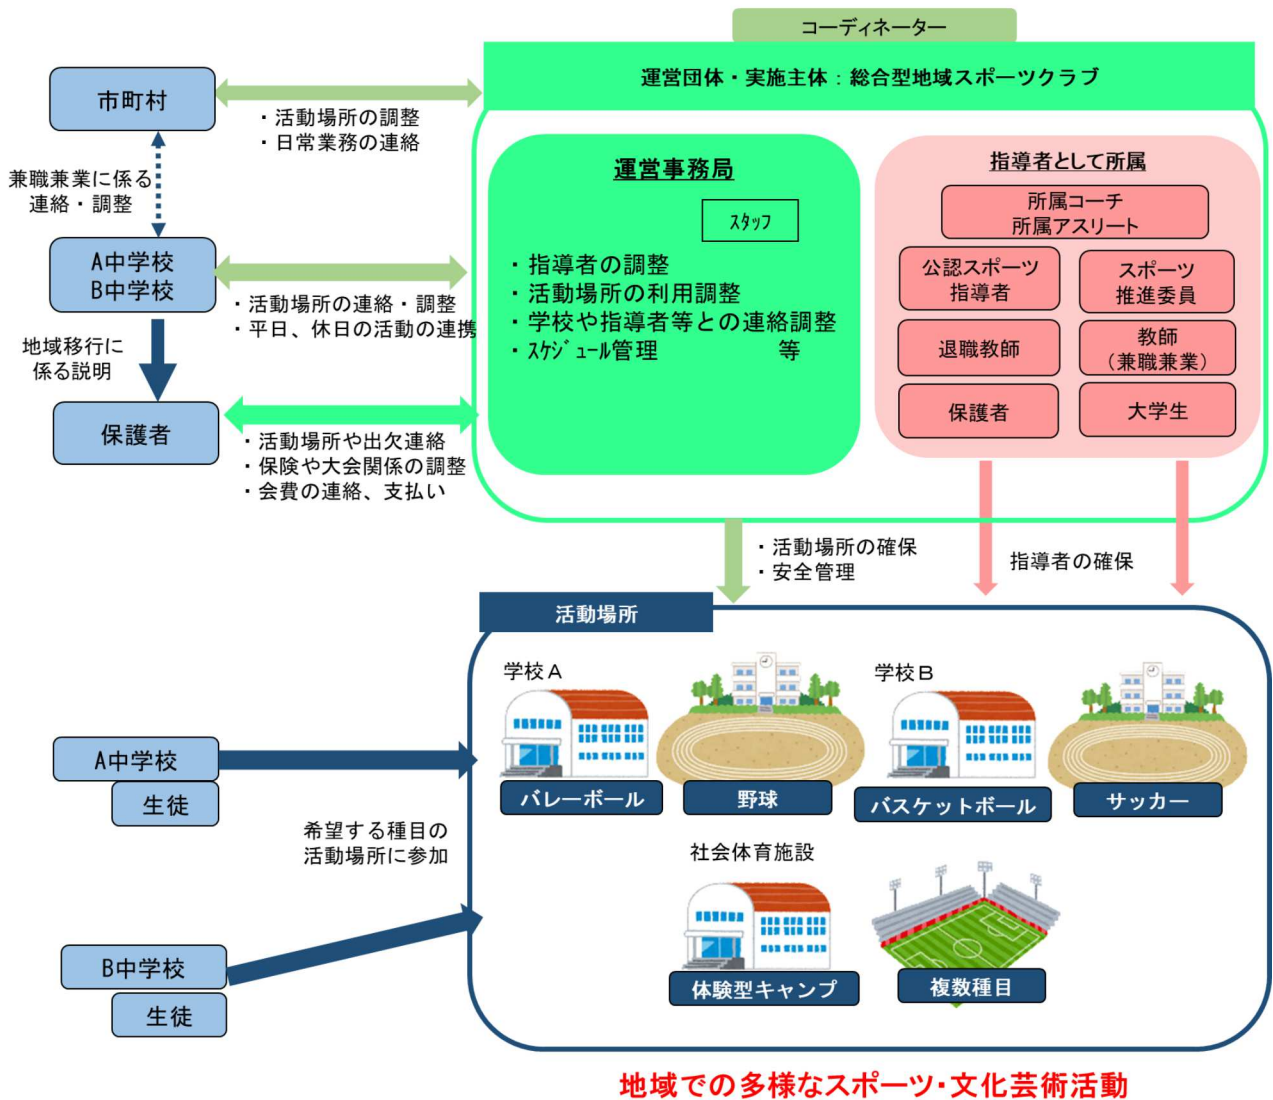 コーディネーター
運営団体・実施主体：総合型地域スポーツクラブ
市町村
・活動場所の調整
・日常業務の連絡
兼職兼業に係る
連絡・調整
A中学校
B中学校
・活動場所の連絡・調整
・平日、休日の活動の連携
地域移行に
係る説明
保護者
・活動場所や出欠連絡
・保険や大会関係の調整
・会費の連絡、支払い
運営事務局
ｽﾀｯﾌ
・指導者の調整
・活動場所の利用調整
・学校や指導者等との連絡調整
・ｽｹｼﾞｭｰﾙ管理　　　　　等
指導者として所属
所属コーチ
所属アスリート
公認スポーツ
指導者
スポーツ
推進委員
退職教師
教師
（兼職兼業）
保護者
大学生
・活動場所の確保
・安全管理
指導者の確保
活動場所
学校Ａ
学校Ｂ
バレーボール
野球
バスケットボール
サッカー
社会体育施設
体験型キャンプ
複数種目
A中学校
生徒
希望する種目の
活動場所に参加
B中学校
生徒
地域での多様なスポーツ・文化芸術活動